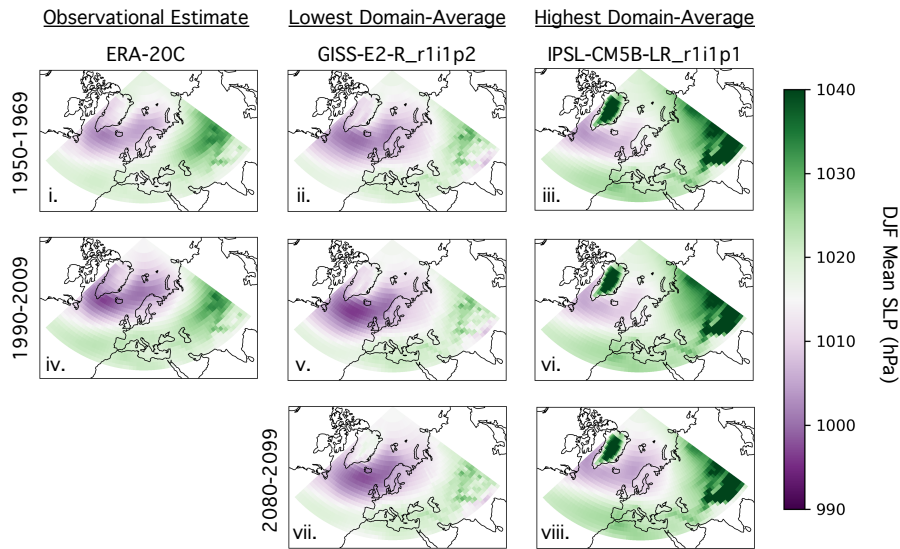 Observational Estimate
Lowest Domain-Average
Highest Domain-Average
ERA-20C
GISS-E2-R_r1i1p2
IPSL-CM5B-LR_r1i1p1
1950-1969
i.
ii.
iii.
1990-2009
iv.
v.
vi.
2080-2099
vii.
viii.
1040
1030
1020
1010
1000
990
DJF Mean SLP (hPa)